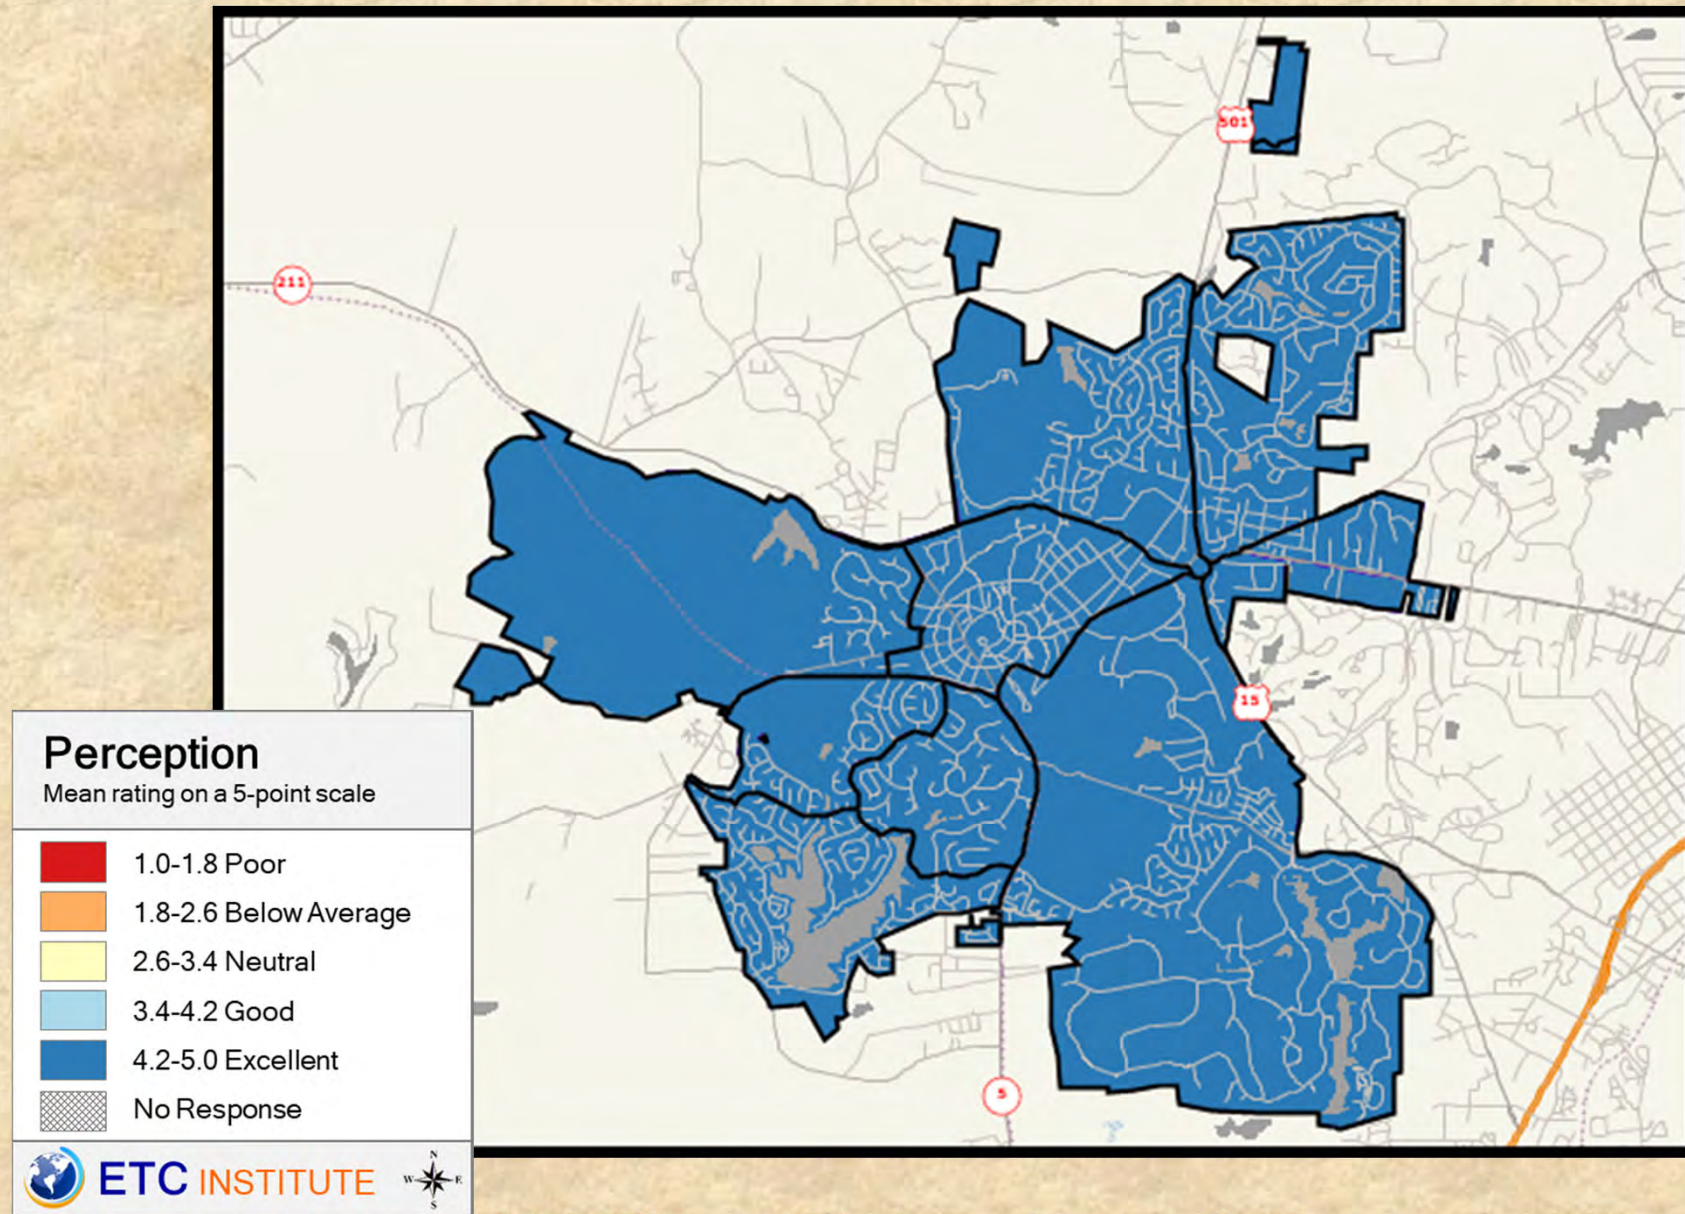 501
211
15
Perception
Mean rating on a 5-point scale
1.0-1.8 Poor
1.8-2.6 Below Average
2.6-3.4 Neutral
3.4-4.2 Good
4.2-5.0 Excellent
5
No Response
N
ETC INSTITUTE
W E
S